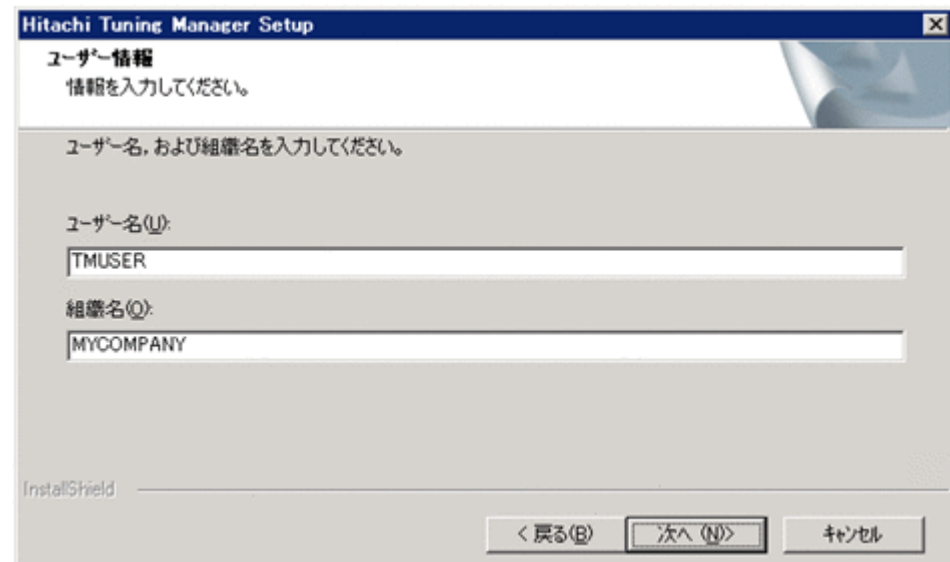 Hitachi Tuning Manager Setup
ユーザー情報
情報を入力してください。
ユーザー名，および組織名を入力してください。
ユーザー名(U):
TMUSER
組織名(O):
MYCOMPANY
InstallShield
< 戻る(B)
次へ (N)>
キャンセル